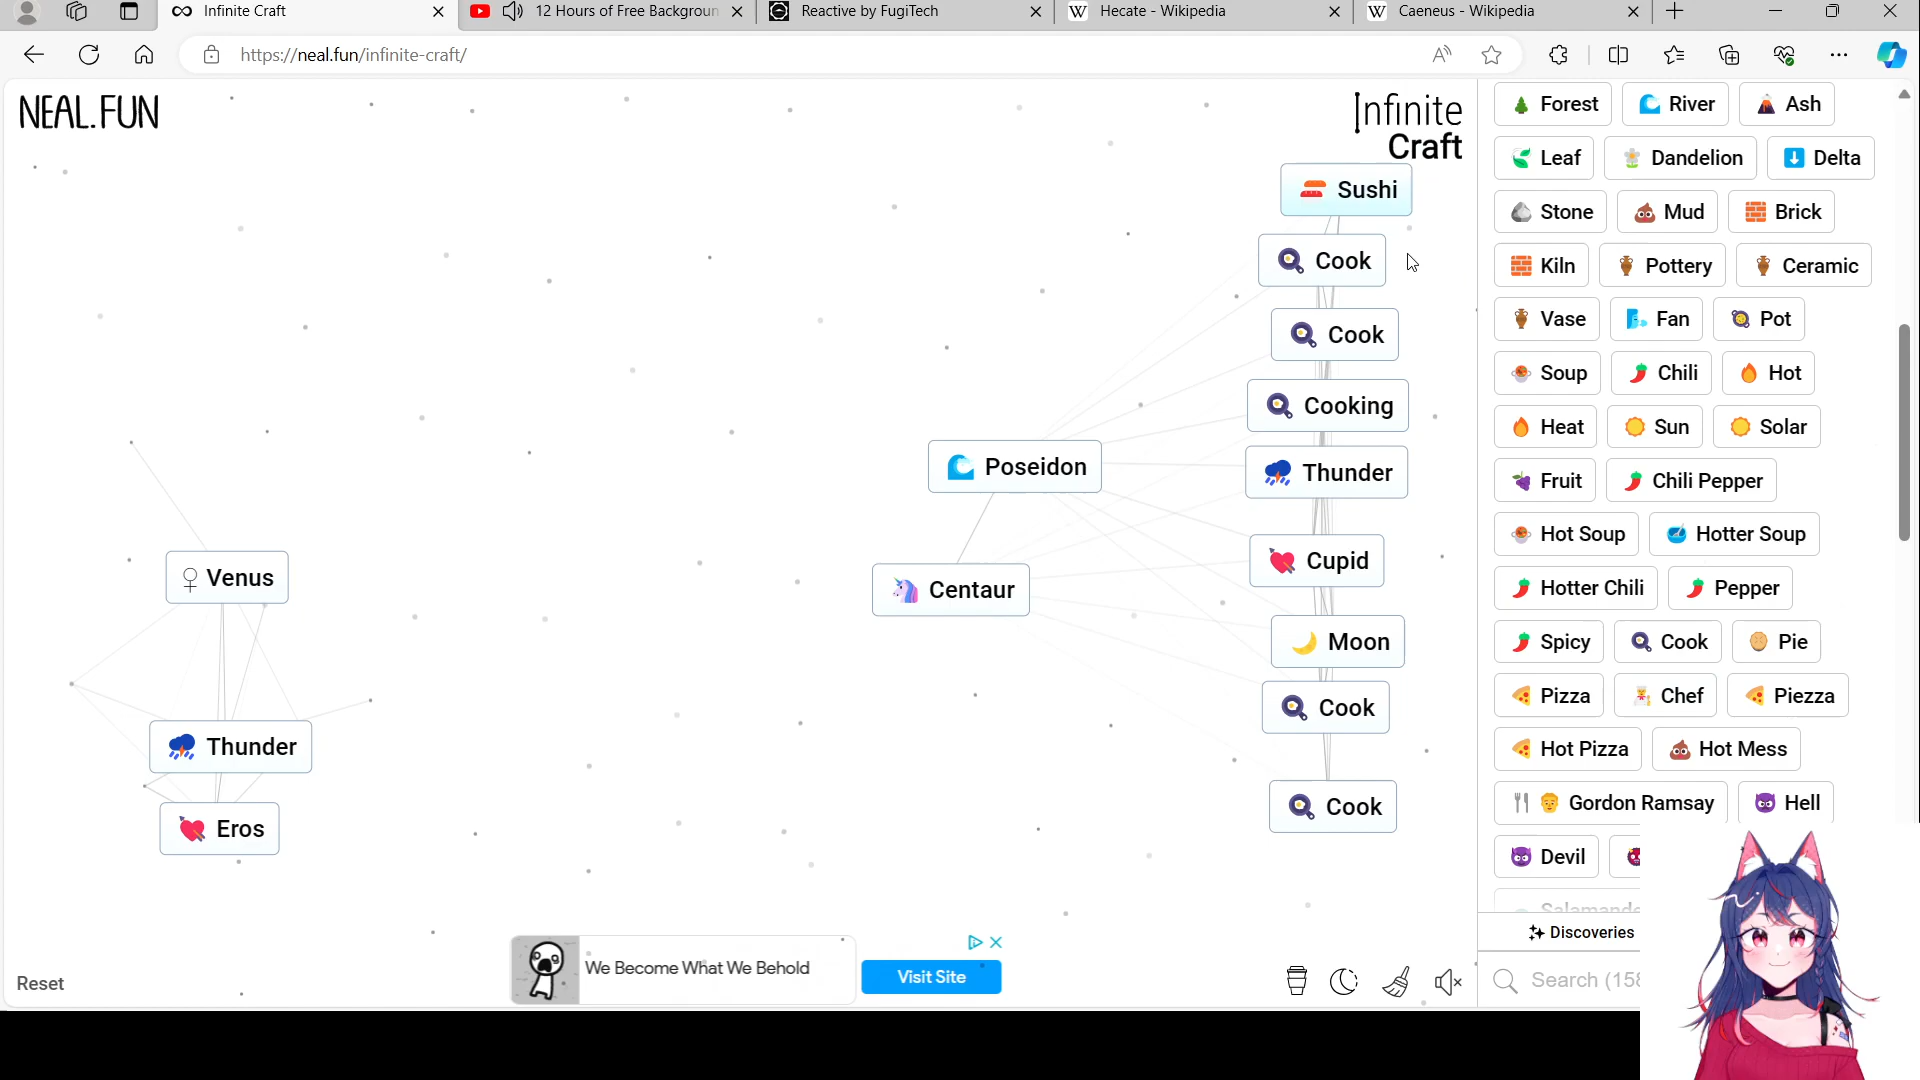 Infinite Craft
12 Hours of Free Backgroun
Reactive by FugiTech
Hecate - Wikipedia
Caeneus - Wikipedia
https://neal.fun/infinite-craft/
NEAL.FUN
Infinite
Craft
Sushi
Cook
Cook
Cooking
Thunder
Poseidon
Cupid
Centaur
Moon
Cook
Cook
Venus
Thunder
Eros
Forest River Ash
Leaf Dandelion Delta
Stone Mud Brick
Kiln Pottery Ceramic
Vase Fan Pot
Soup Chili Hot
Heat Sun Solar
Fruit Chili Pepper
Hot Soup Hotter Soup
Hotter Chili Pepper
Spicy Cook Pie
Pizza Chef Piezza
Hot Pizza Hot Mess
Gordon Ramsay Hell
Devil
Discoveries
Search (158
Reset
We Become What We Behold
Visit Site